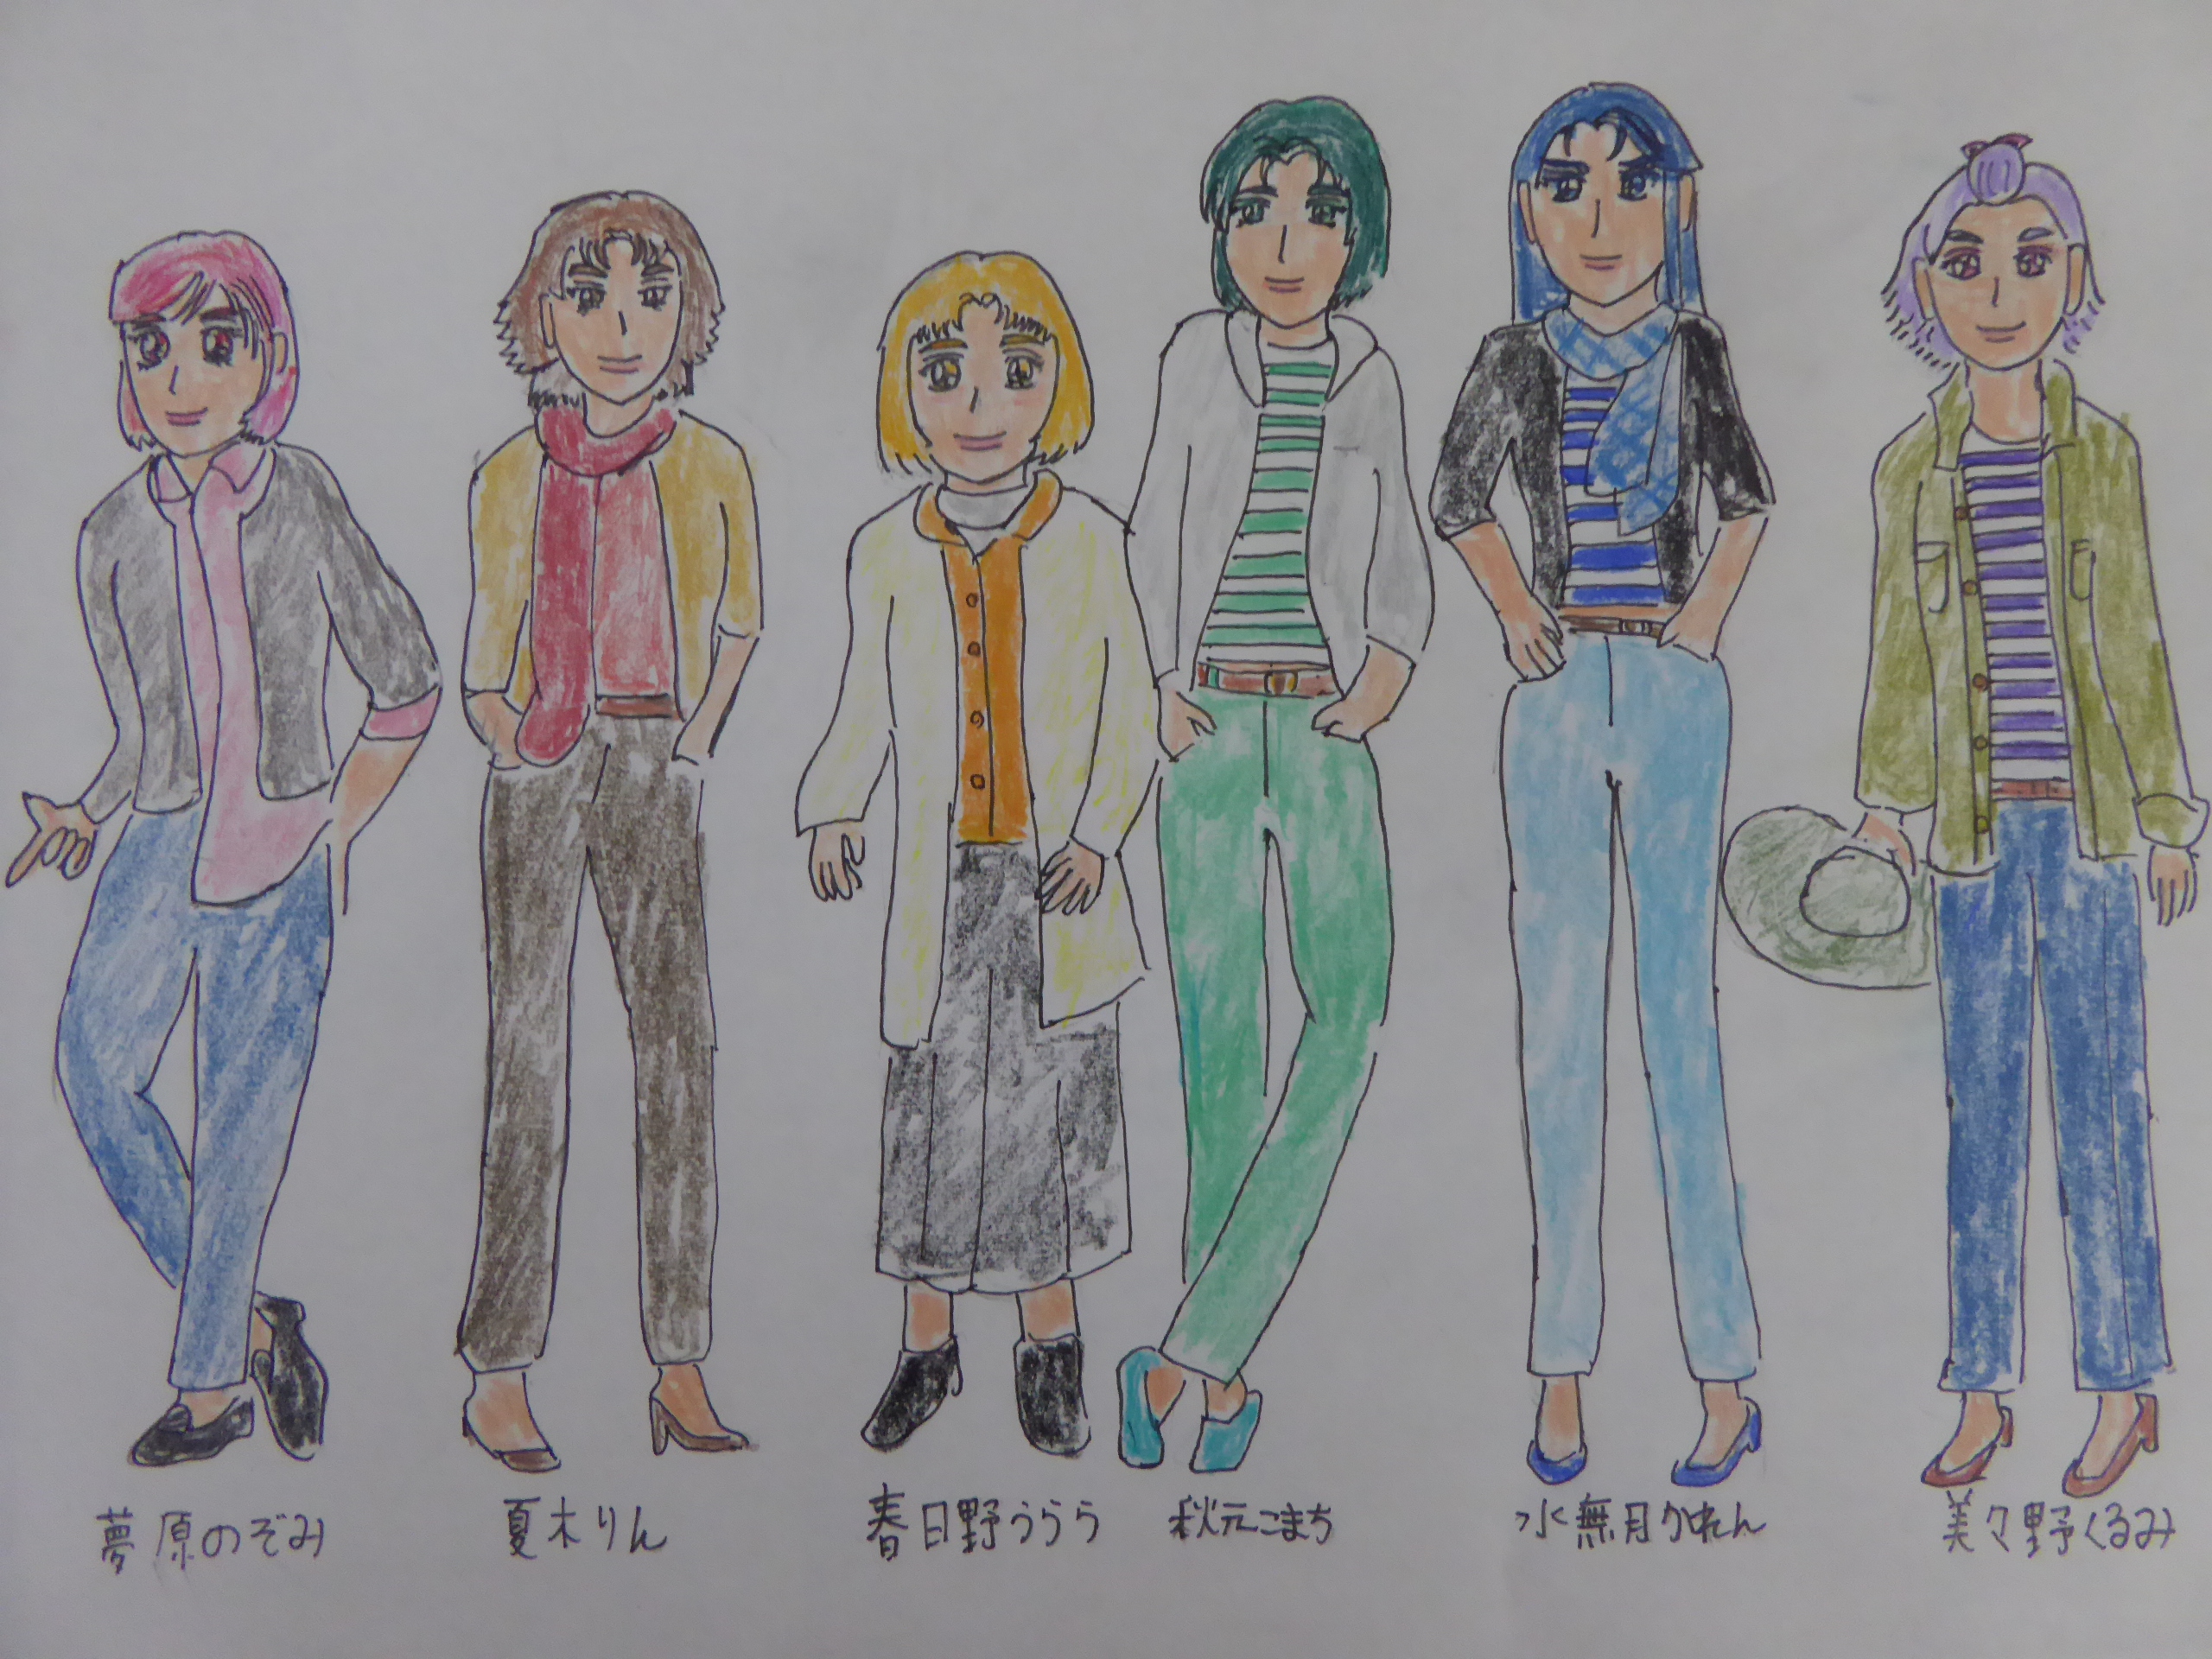 夢原のぞみ
夏木りん
春日野うらら
秋元こまち
水無月かれん
美々野くるみ